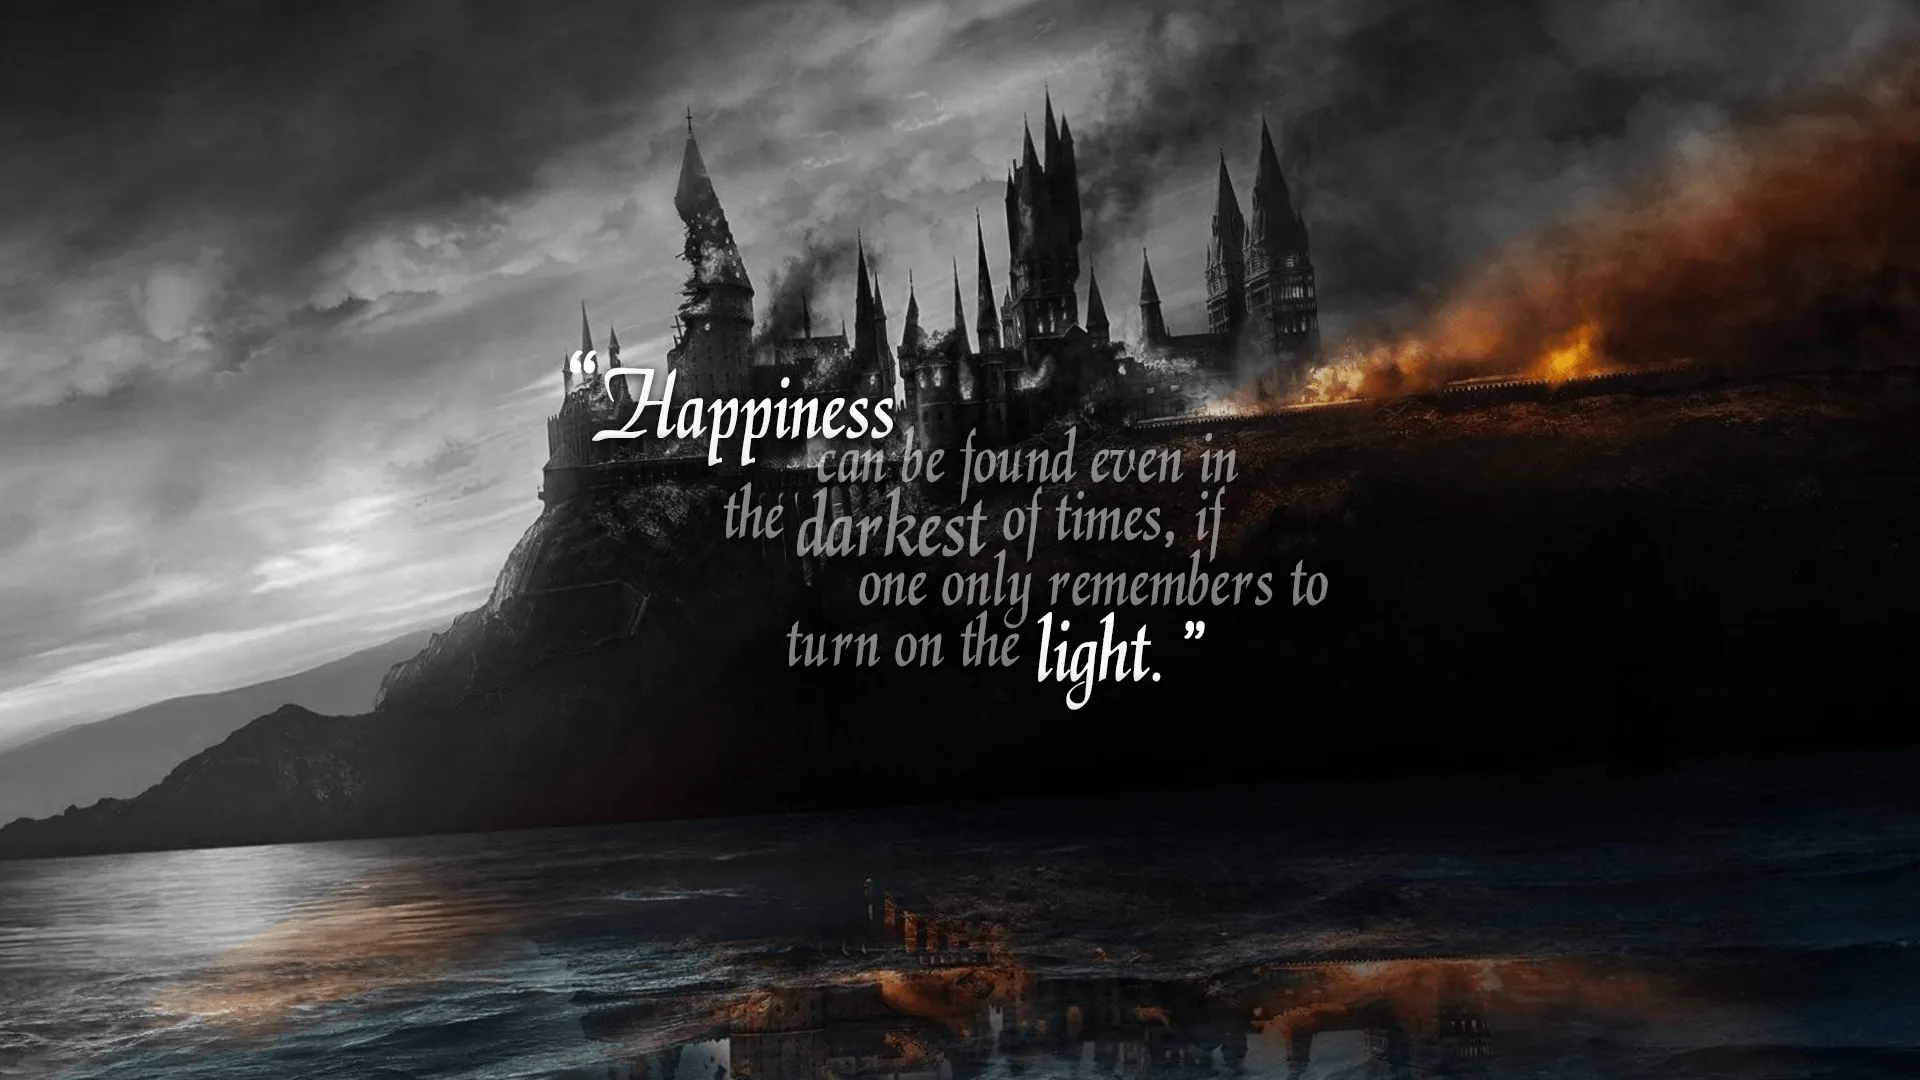 “Happiness
can be found even in
the darkest of times, if
one only remembers to
turn on the light. ”